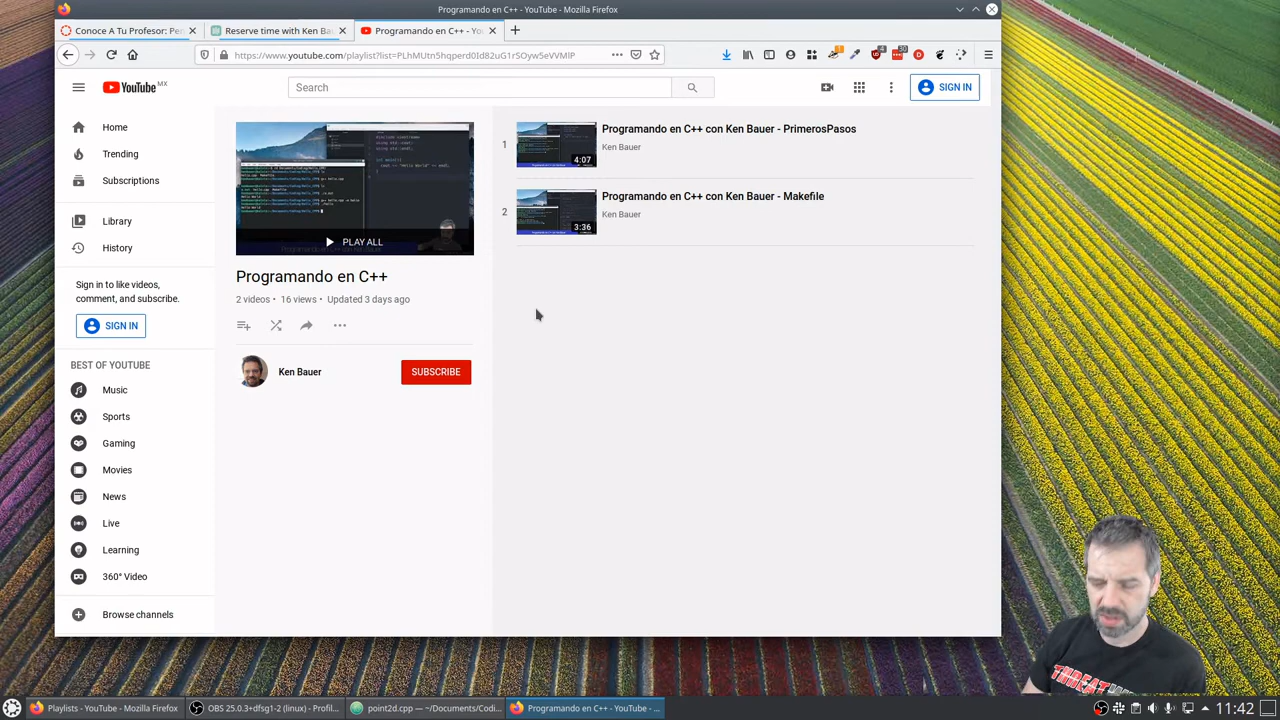 Programando en C++ - YouTube - Mozilla Firefox
Conoce A Tu Profesor: Pe
Reserve time with Ken Ba
Programando en C++ - Yo
https://www.youtube.com/playlist?list=PLhMUtn5hqperd0Id82uG1rSOyw5eVVMlP
YouTube MX
Search
SIGN IN
Home
Trending
Subscriptions
Library
History
Sign in to like videos,
comment, and subscribe.
SIGN IN
BEST OF YOUTUBE
Music
Sports
Gaming
Movies
News
Live
Learning
360° Video
Browse channels
PLAY ALL
Programando en C++
2 videos • 16 views • Updated 3 days ago
Ken Bauer
SUBSCRIBE
1
4:07
Programando en C++ con Ken Bauer - PrimerosPasos
Ken Bauer
2
3:36
Programando en C++ con Ken Bauer - Makefile
Ken Bauer
Playlists - YouTube - Mozilla Firefox
OBS 25.0.3+dfsg1-2 (linux) - Profil...
point2d.cpp — ~/Documents/Codi...
Programando en C++ - YouTube - ...
11:42